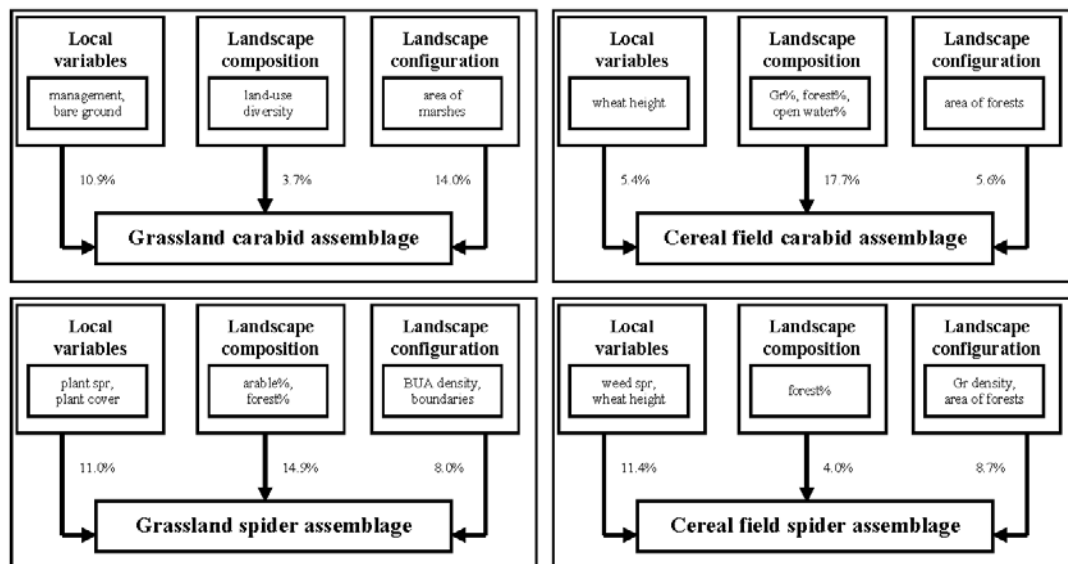 Local
variables
management,
bare ground
10.9%
Landscape
composition
land-use
diversity
3.7%
Landscape
configuration
area of
marshes
14.0%
Grassland carabid assemblage
Local
variables
wheat height
5.4%
Landscape
composition
Gr%, forest%,
open water%
17.7%
Landscape
configuration
area of forests
5.6%
Cereal field carabid assemblage
Local
variables
plant spr,
plant cover
11.0%
Landscape
composition
arable%,
forest%
14.9%
Landscape
configuration
BUA density,
boundaries
8.0%
Grassland spider assemblage
Local
variables
weed spr,
wheat height
11.4%
Landscape
composition
forest%
4.0%
Landscape
configuration
Gr density,
area of forests
8.7%
Cereal field spider assemblage